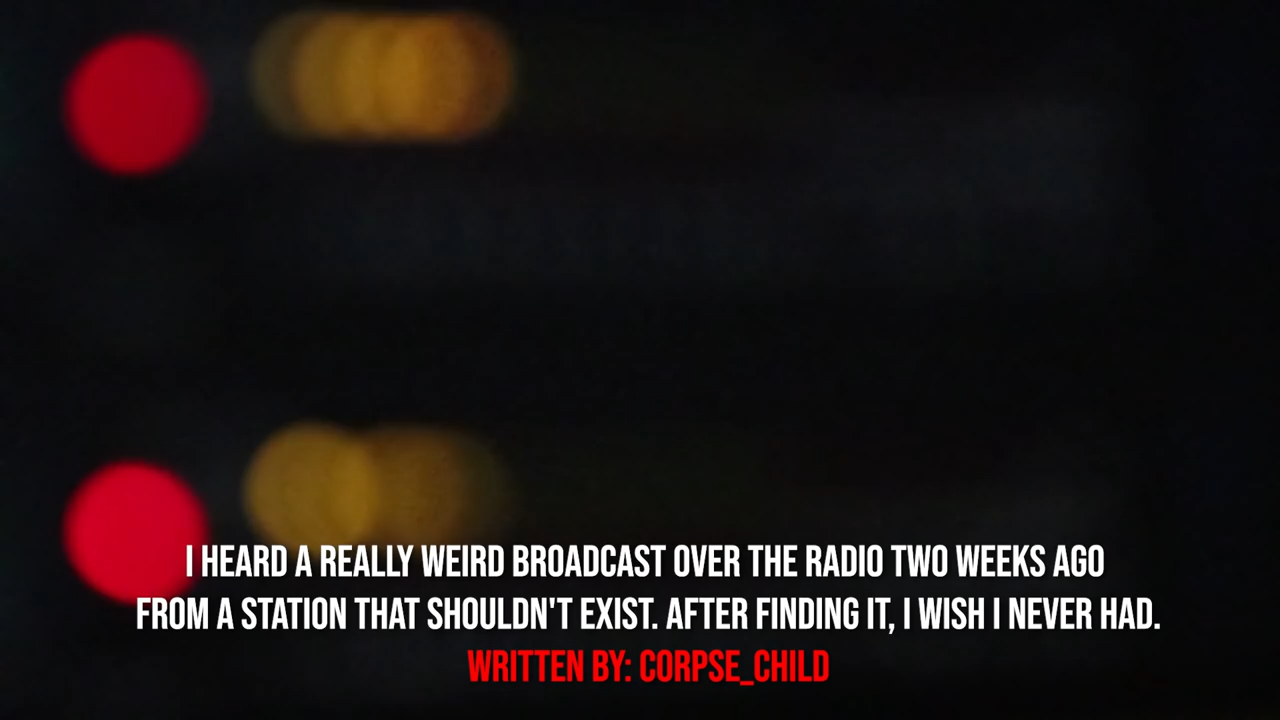 I HEARD A REALLY WEIRD BROADCAST OVER THE RADIO TWO WEEKS AGO
FROM A STATION THAT SHOULDN'T EXIST. AFTER FINDING IT, I WISH I NEVER HAD.
WRITTEN BY: CORPSE_CHILD